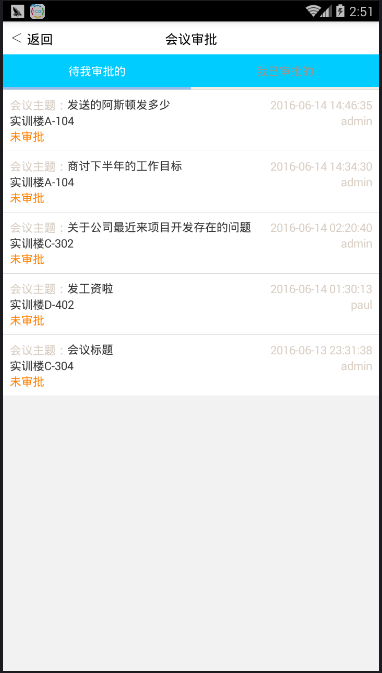 2:51
< 返回 会议审批
待我审批的
会议主题：发送的阿斯顿发多少 2016-06-14 14:46:35
实训楼A-104 admin
未审批
会议主题：商讨下半年的工作目标 2016-06-14 14:34:30
实训楼A-104 admin
未审批
会议主题：关于公司最近来项目开发存在的问题 2016-06-14 02:20:40
实训楼C-302 admin
未审批
会议主题：发工资啦 2016-06-14 01:30:13
实训楼D-402 paul
未审批
会议主题：会议标题 2016-06-13 23:31:38
实训楼C-304 admin
未审批